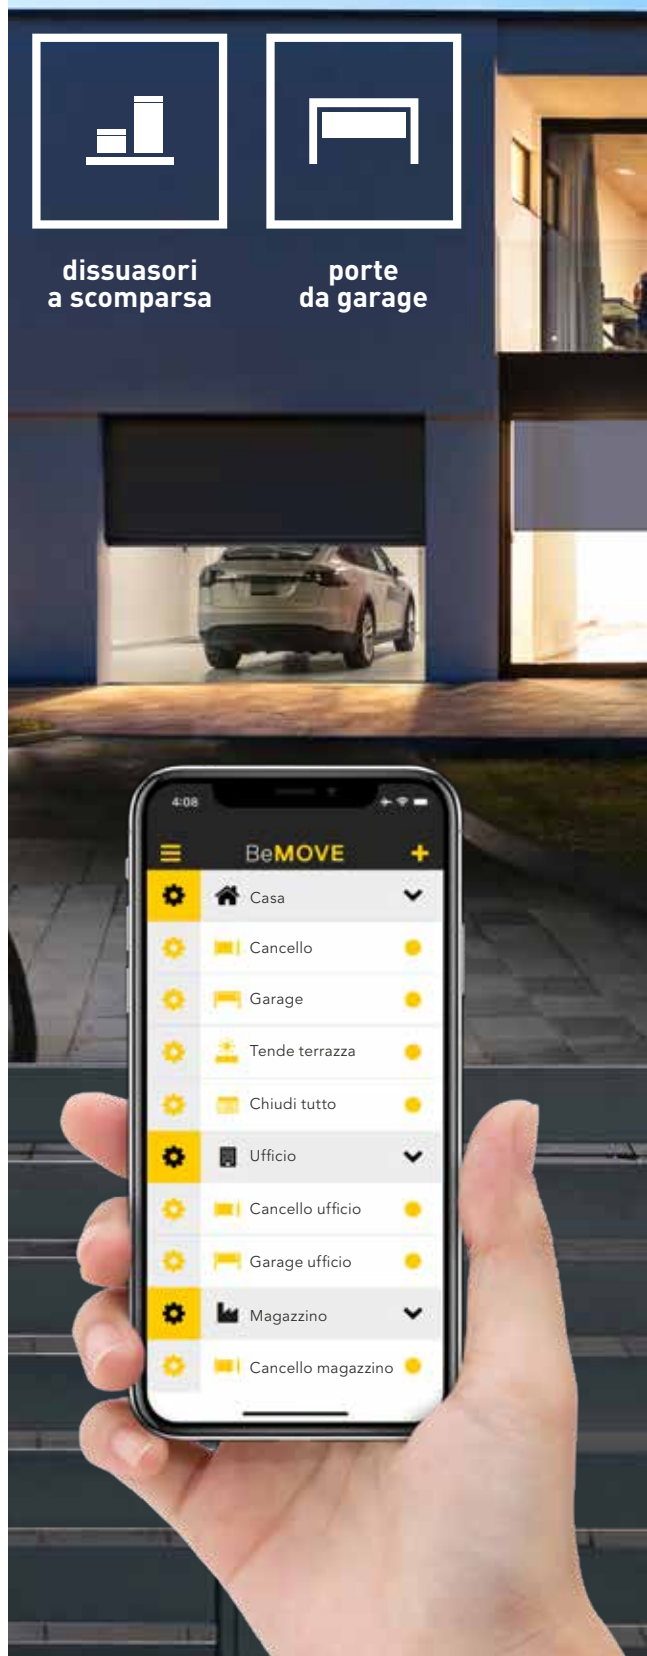 dissuasori
a scomparsa
porte
da garage
4:08
BeMOVE
Casa
Cancello
Garage
Tende terrazza
Chiudi tutto
Ufficio
Cancello ufficio
Garage ufficio
Magazzino
Cancello magazzino